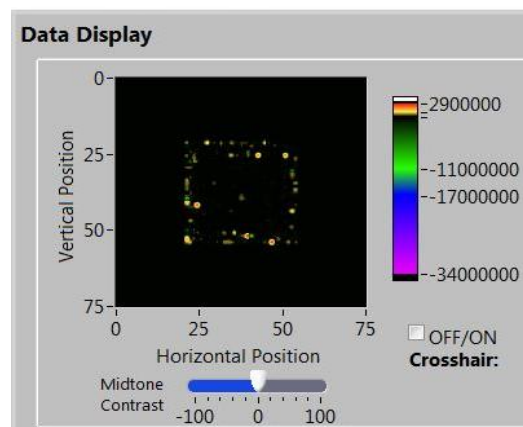 Data Display
0
25
50
75
Vertical Position
0 25 50 75
Horizontal Position
-2900000
--11000000
--17000000
--34000000
OFF/ON
Crosshair:
Midtone
Contrast
-100 0 100